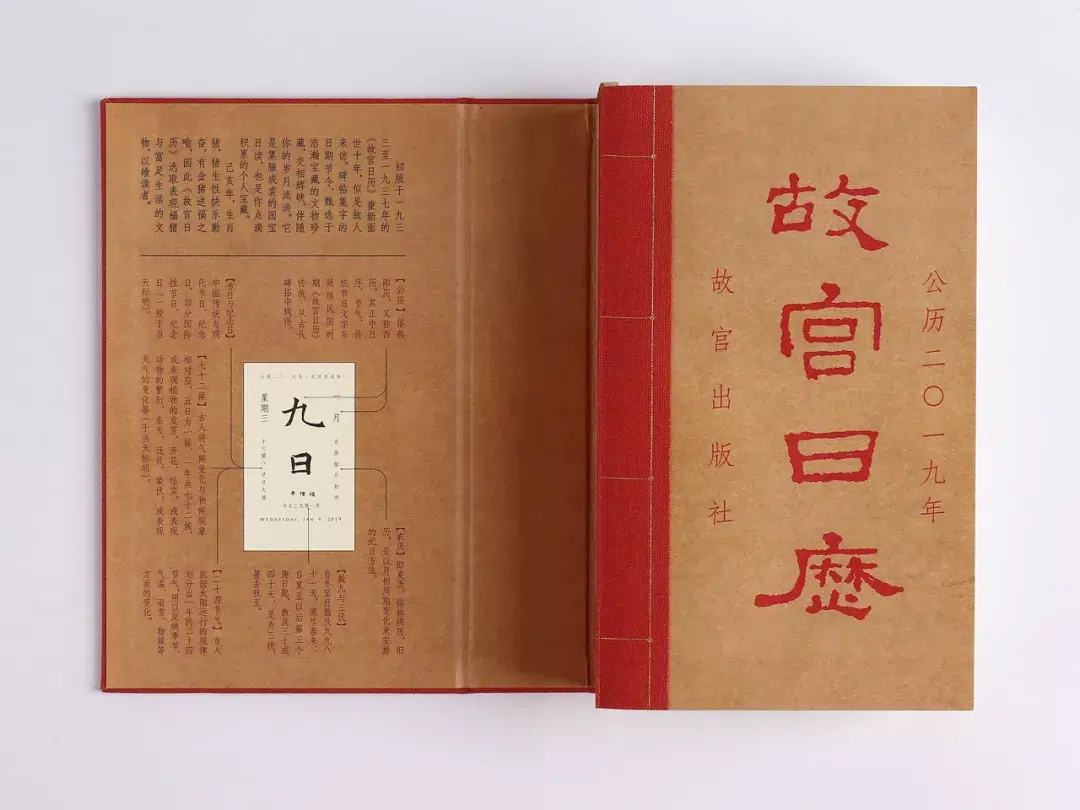 初版于一九三
三至一九三七年的
《故宫日历》重新面
世十年,似是故人
来访。碑帖集字的
日期节令,甄选于
浩瀚宝藏的文物珍
藏,交相辉映,伴随
你的岁月流淌。它
是集腋成裘的国宝
日读,也是你点滴
积累的个人宝藏。
己亥年,生肖
猪,猪生性快乐勤
奋,有金猪送福之
喻,因此《故宫日
历》选取表现福猪
与富足生活的文
物,以飨读者。
【公历】俗称
阳历,又称西
历。其正中日
序、节气、传
统节日文字系
延续民国时
期《故宫日历》
传统,从古代
碑拓中辑得。
【节日与纪念日】
中国传统与现
代节日、纪念
日,部分国际
性节日、纪念
日(一般于当
天标明)。
【七十二候】古人将气候变化与物候现象
相对应,五日为一候,一年共七十二候,
或表现植物的发芽、开花、结实,或表现
动物的繁衍、生长、迁徙、蛰伏,或表现
天气的变化等(于当天标明)。
一月
九日
星期三
今日三九第一天
WEDNESDAY, JAN 9, 2019
【农历】即夏历,俗称阴历、旧
历,是以月相周期变化来安排
的纪日方法。
【数九与三伏】
自冬至日数及九九八
十一天,寒尽春来;
自夏至以后第三个
庚日起,数及三十或
四十天,是为三伏,
暑去秋至。
【二十四节气】古人
依据太阳运行的规律
划分出一年的二十四
节气,用以反映季节、
气温、雨雪、物候等
方面的变化。
公历二〇一九年
故宫日历
故宫出版社